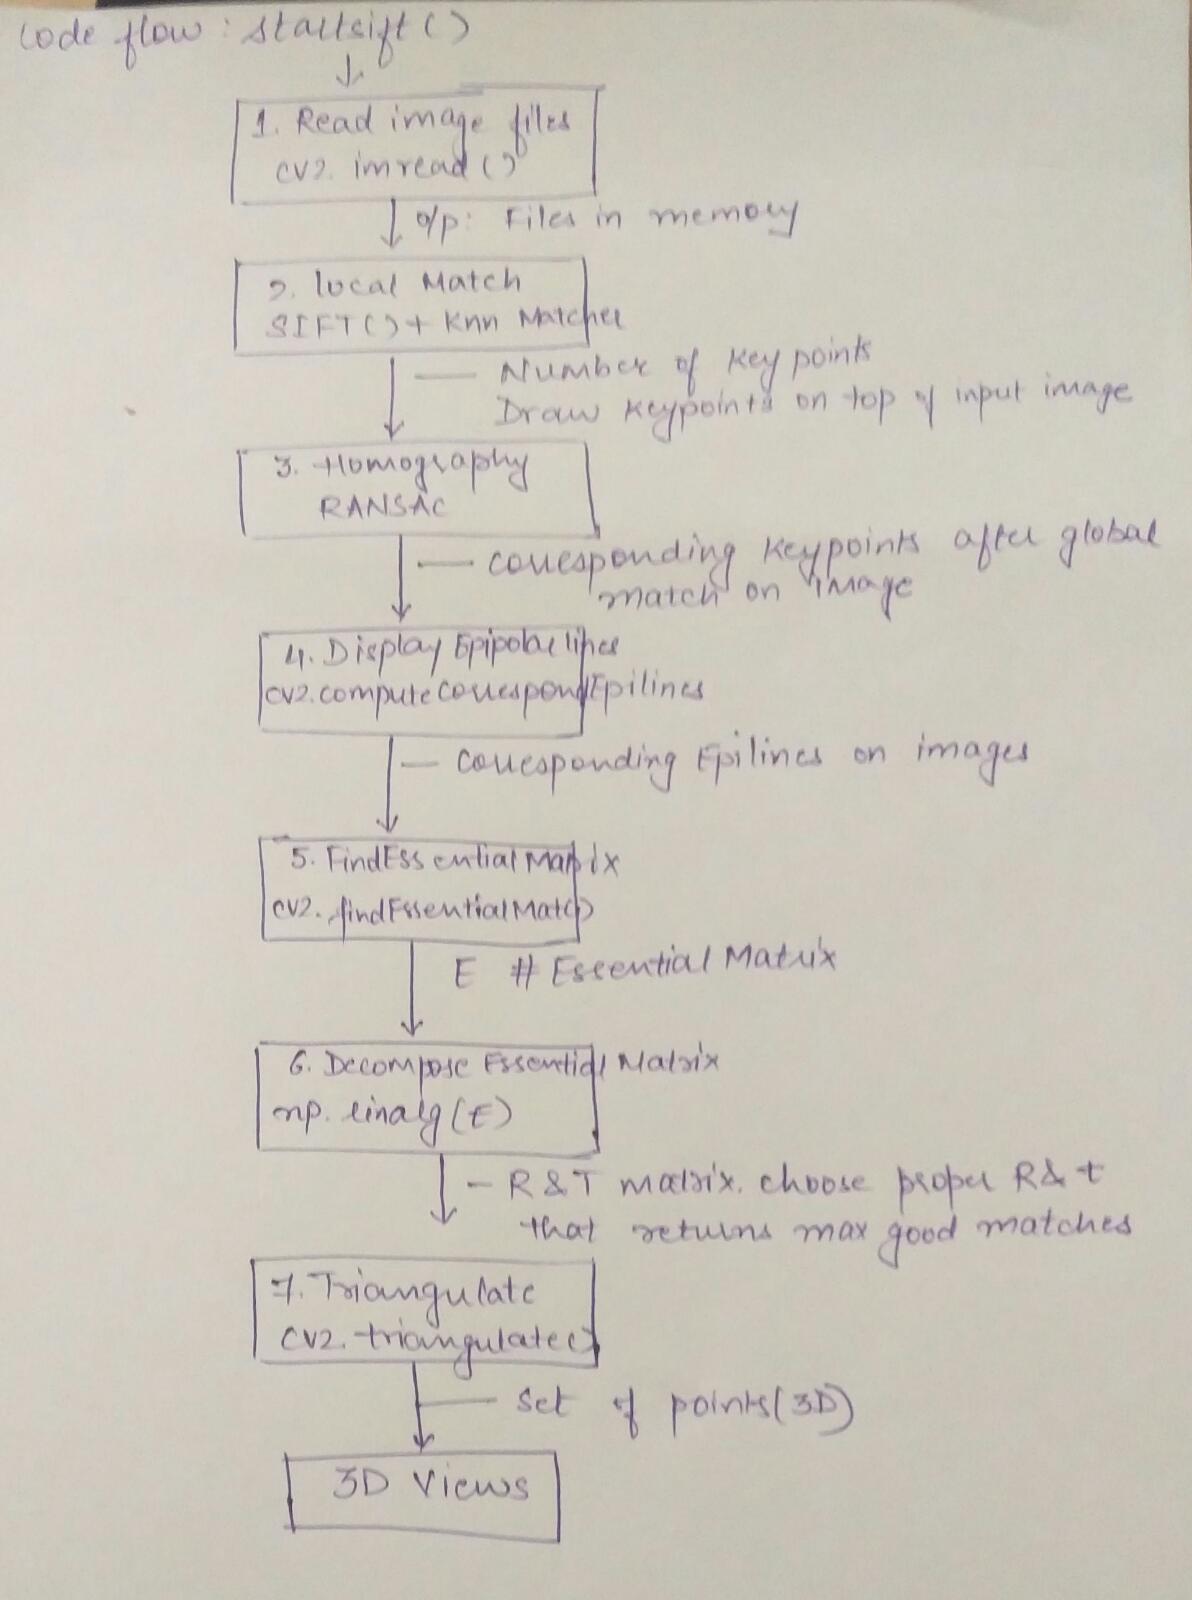 Code flow : startsift ()
1. Read image files
cv2. imread ()
o/p: Files in memory
2. local Match
SIFT() + Knn Matcher
Number of Key points
Draw Keypoints on top of input image
3. Homography
RANSAC
corresponding Keypoints after global
match on image
4. Display Epipolar lines
cv2.computeCorrespondEpilines
corresponding Epilines on images
5. FindEssential Matrix
cv2. findEssentialMat()
E # Essential Matrix
6. Decompose Essential Matrix
np. linalg (E)
- R & T matrix. choose proper R & t
that returns max good matches
7. Triangulate
cv2. triangulate()
set of points (3D)
3D Views